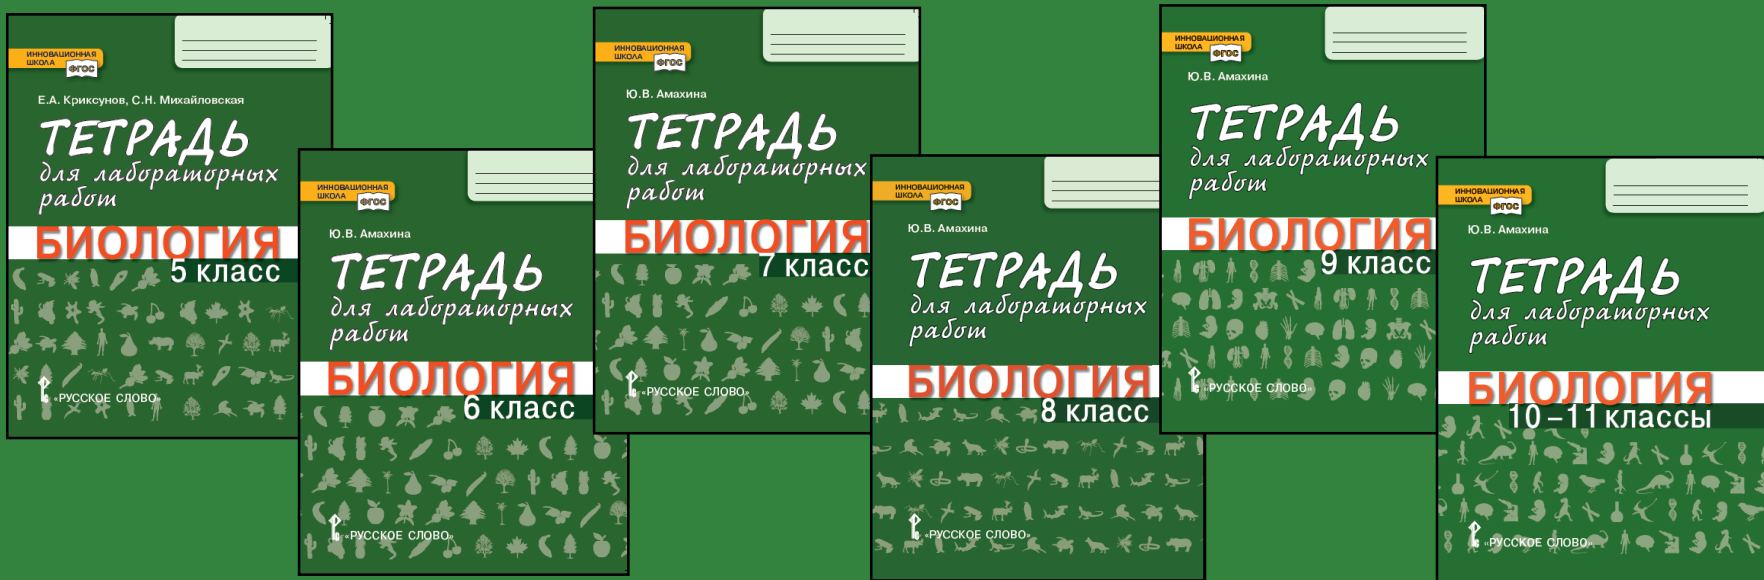 ИННОВАЦИОННАЯ
ШКОЛА
ФГОС
Е.А. Криксунов, С.Н. Михайловская
ТЕТРАДЬ
для лабораторных
работ
БИОЛОГИЯ
5 класс
«РУССКОЕ СЛОВО»
ИННОВАЦИОННАЯ
ШКОЛА
ФГОС
Ю.В. Амахина
ТЕТРАДЬ
для лабораторных
работ
БИОЛОГИЯ
6 класс
«РУССКОЕ СЛОВО»
ИННОВАЦИОННАЯ
ШКОЛА
ФГОС
Ю.В. Амахина
ТЕТРАДЬ
для лабораторных
работ
БИОЛОГИЯ
7 класс
«РУССКОЕ СЛОВО»
ИННОВАЦИОННАЯ
ШКОЛА
ФГОС
Ю.В. Амахина
ТЕТРАДЬ
для лабораторных
работ
БИОЛОГИЯ
8 класс
«РУССКОЕ СЛОВО»
ИННОВАЦИОННАЯ
ШКОЛА
ФГОС
Ю.В. Амахина
ТЕТРАДЬ
для лабораторных
работ
БИОЛОГИЯ
9 класс
«РУССКОЕ СЛОВО»
ИННОВАЦИОННАЯ
ШКОЛА
ФГОС
Ю.В. Амахина
ТЕТРАДЬ
для лабораторных
работ
БИОЛОГИЯ
10–11 классы
«РУССКОЕ СЛОВО»